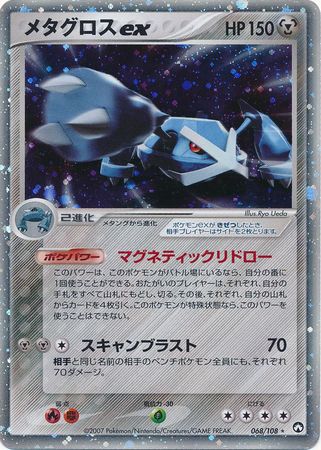 メタグロスex HP150
Illus.Ryo Ueda
2進化 メタングから進化
ポケモンexがきぜつしたとき、
相手プレイヤーはサイドを2枚とります。
ポケパワー マグネティックリドロー
このパワーは、このポケモンがバトル場にいるなら、自分の番に
1回使うことができる。おたがいのプレイヤーは、それぞれ、自分の
手札をすべて山札にもどし、切る。その後、それぞれ、自分の山札
からカードを4枚引く。このポケモンが特殊状態なら、このパワーは
使うことはできない。
スキャンブラスト 70
相手と同じ名前の相手のベンチポケモン全員にも、それぞれ
70ダメージ。
弱点 抵抗力 -30 にげる
©2007 Pokémon/Nintendo/Creatures/GAME FREAK. 068/108 ★